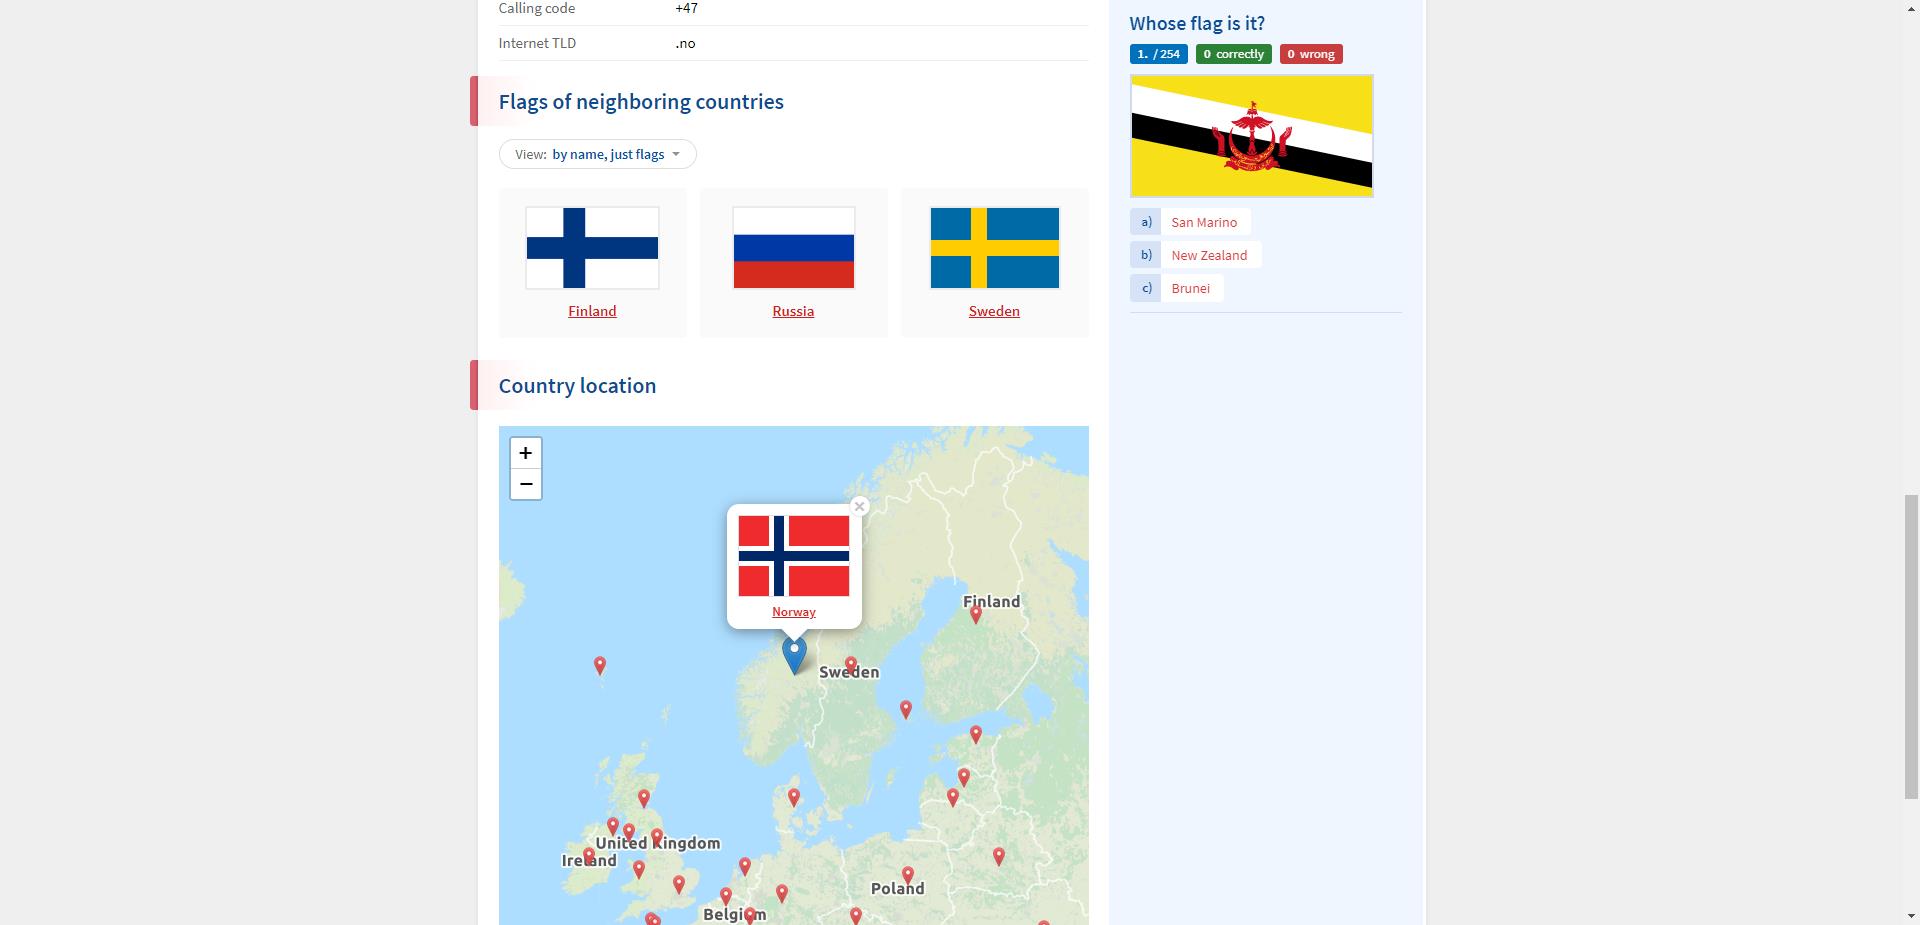 Calling code +47
Internet TLD .no
Flags of neighboring countries
View: by name, just flags
Finland
Russia
Sweden
Country location
+
−
Norway
Finland
Sweden
United Kingdom
Ireland
Poland
Belgium
Whose flag is it?
1. / 254 0 correctly 0 wrong
a) San Marino
b) New Zealand
c) Brunei